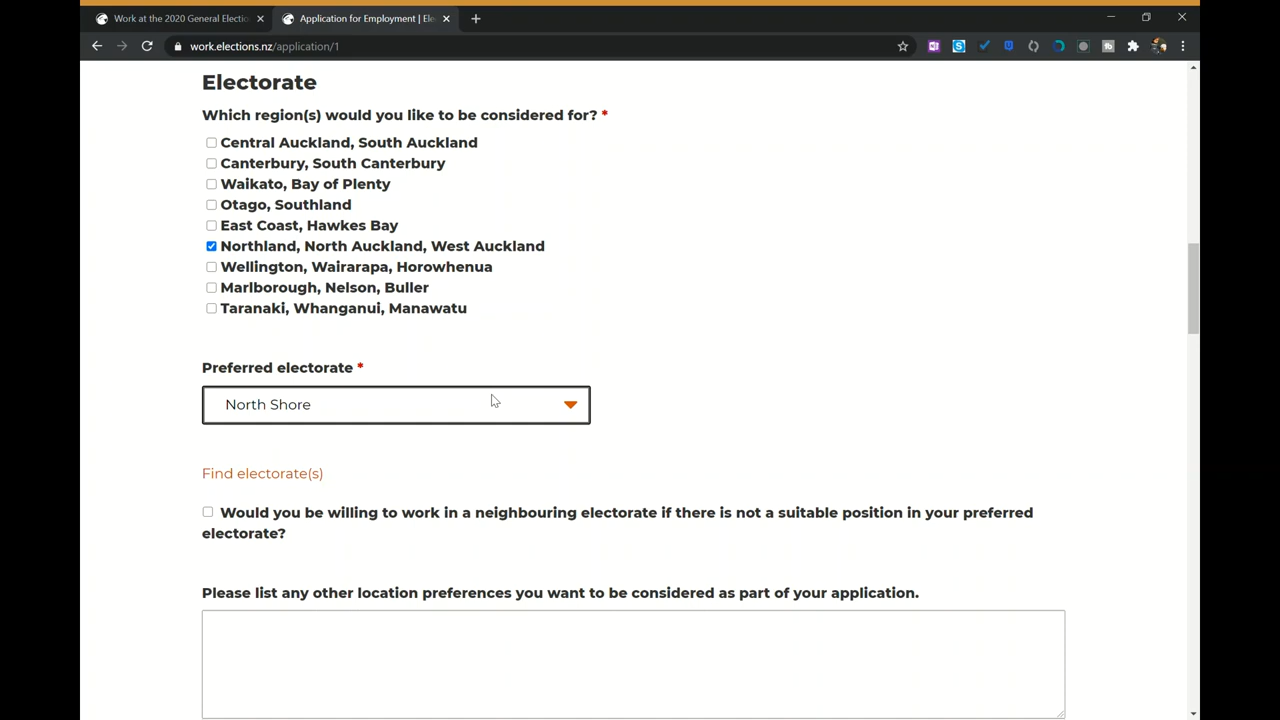 Work at the 2020 General Electio
Application for Employment | Ele
work.elections.nz/application/1
Electorate
Which region(s) would you like to be considered for? *
Central Auckland, South Auckland
Canterbury, South Canterbury
Waikato, Bay of Plenty
Otago, Southland
East Coast, Hawkes Bay
Northland, North Auckland, West Auckland
Wellington, Wairarapa, Horowhenua
Marlborough, Nelson, Buller
Taranaki, Whanganui, Manawatu
Preferred electorate *
North Shore
Find electorate(s)
Would you be willing to work in a neighbouring electorate if there is not a suitable position in your preferred
electorate?
Please list any other location preferences you want to be considered as part of your application.